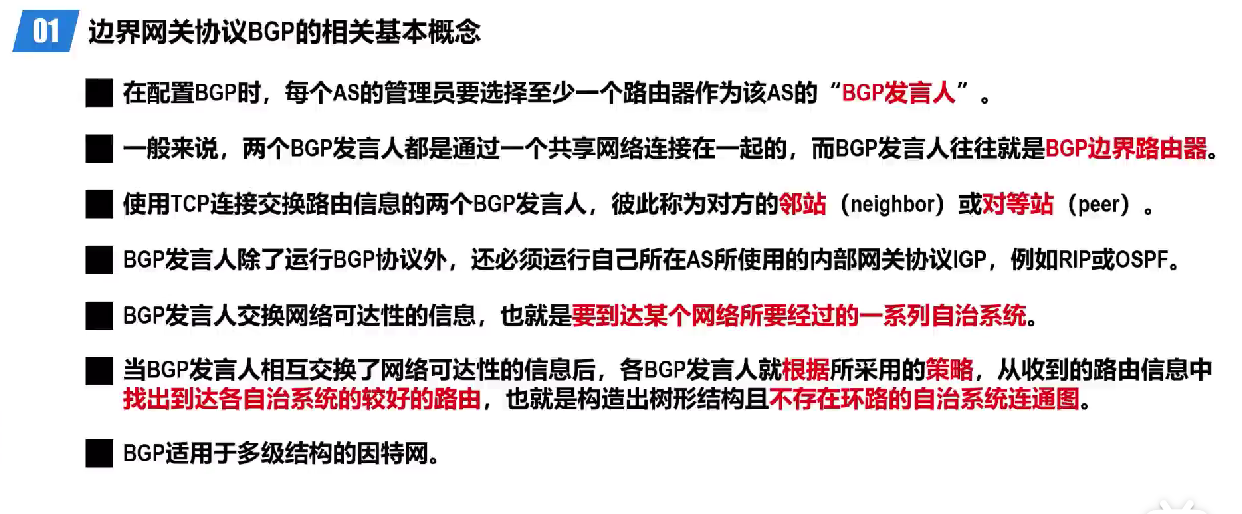 01 边界网关协议BGP的相关基本概念
在配置BGP时，每个AS的管理员要选择至少一个路由器作为该AS的“BGP发言人”。
一般来说，两个BGP发言人都是通过一个共享网络连接在一起的，而BGP发言人往往就是BGP边界路由器。
使用TCP连接交换路由信息的两个BGP发言人，彼此称为对方的邻站（neighbor）或对等站（peer）。
BGP发言人除了运行BGP协议外，还必须运行自己所在AS所使用的内部网关协议IGP，例如RIP或OSPF。
BGP发言人交换网络可达性的信息，也就是要到达某个网络所要经过的一系列自治系统。
当BGP发言人相互交换了网络可达性的信息后，各BGP发言人就根据所采用的策略，从收到的路由信息中
找出到达各自治系统的较好的路由，也就是构造出树形结构且不存在环路的自治系统连通图。
BGP适用于多级结构的因特网。